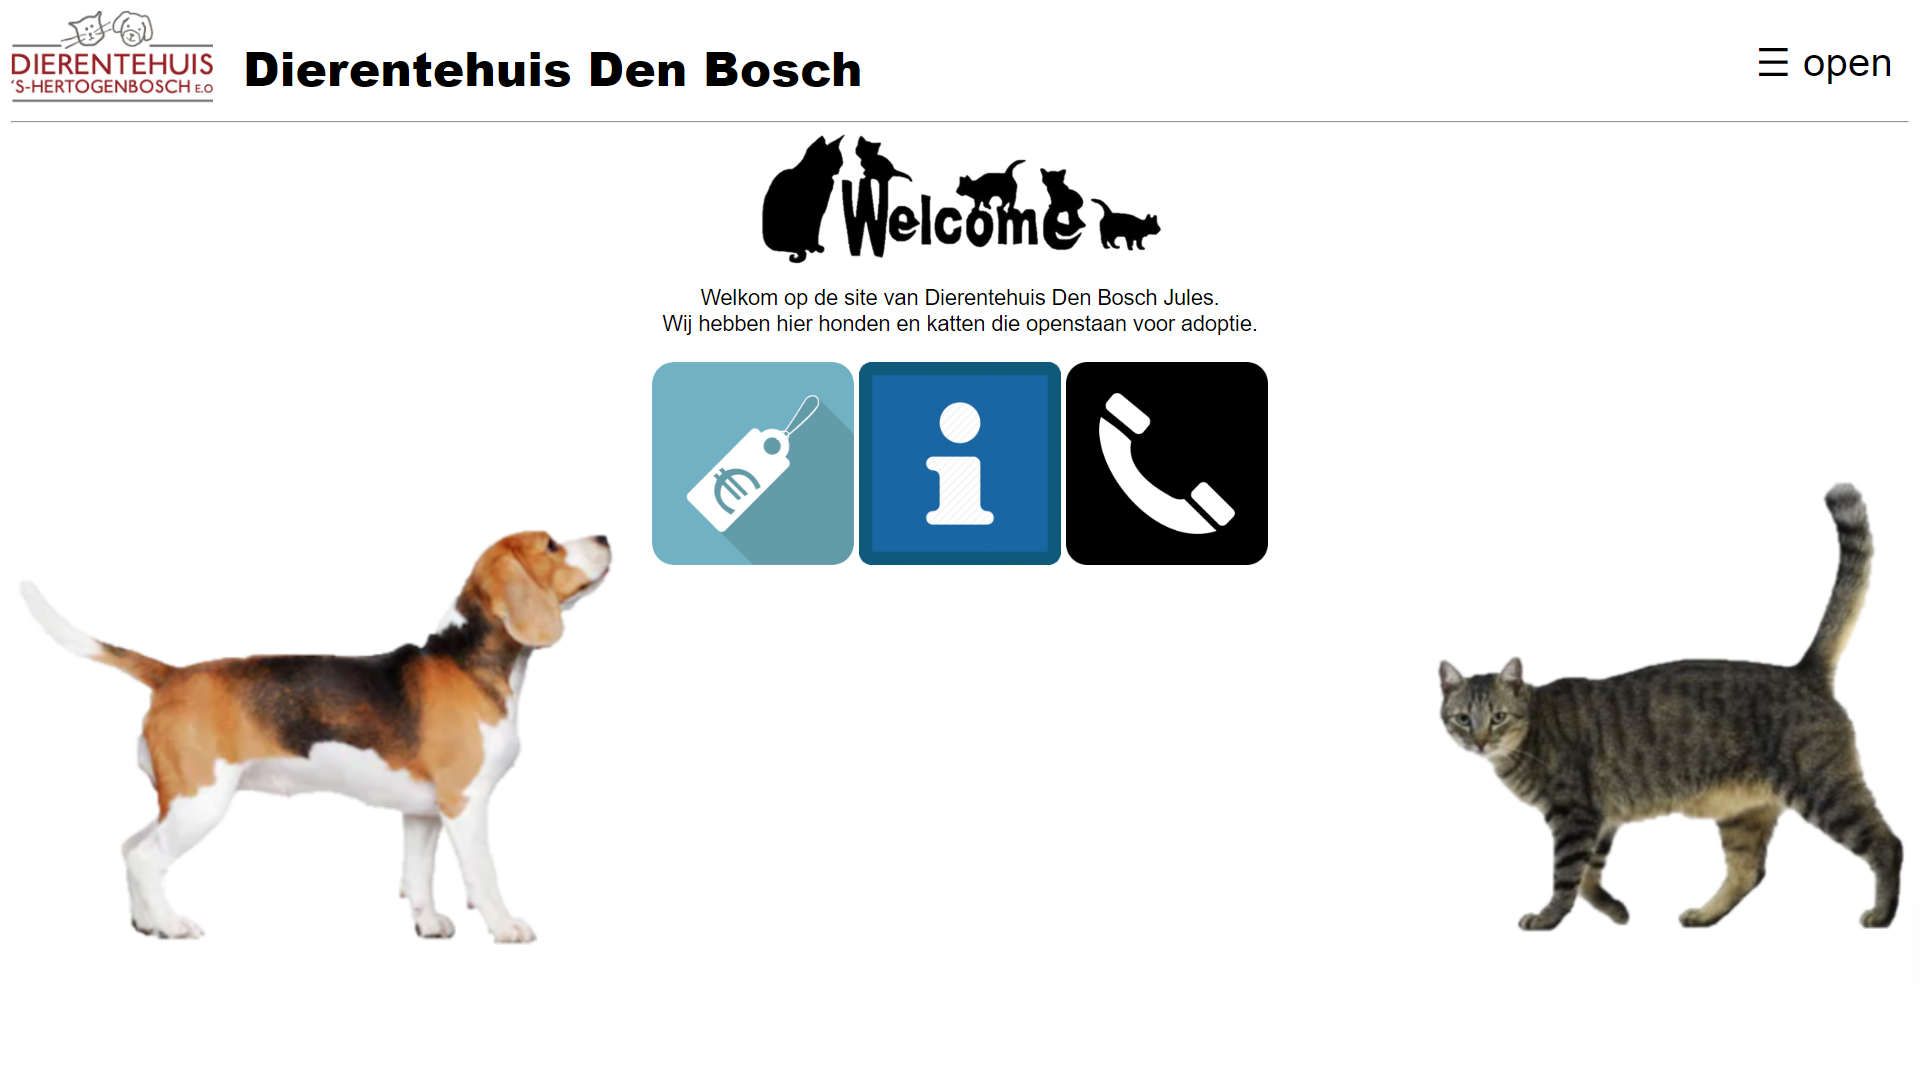 DIERENTEHUIS
'S-HERTOGENBOSCH E.O
Dierentehuis Den Bosch
☰ open
Welcome
Welkom op de site van Dierentehuis Den Bosch Jules.
Wij hebben hier honden en katten die openstaan voor adoptie.
€
i